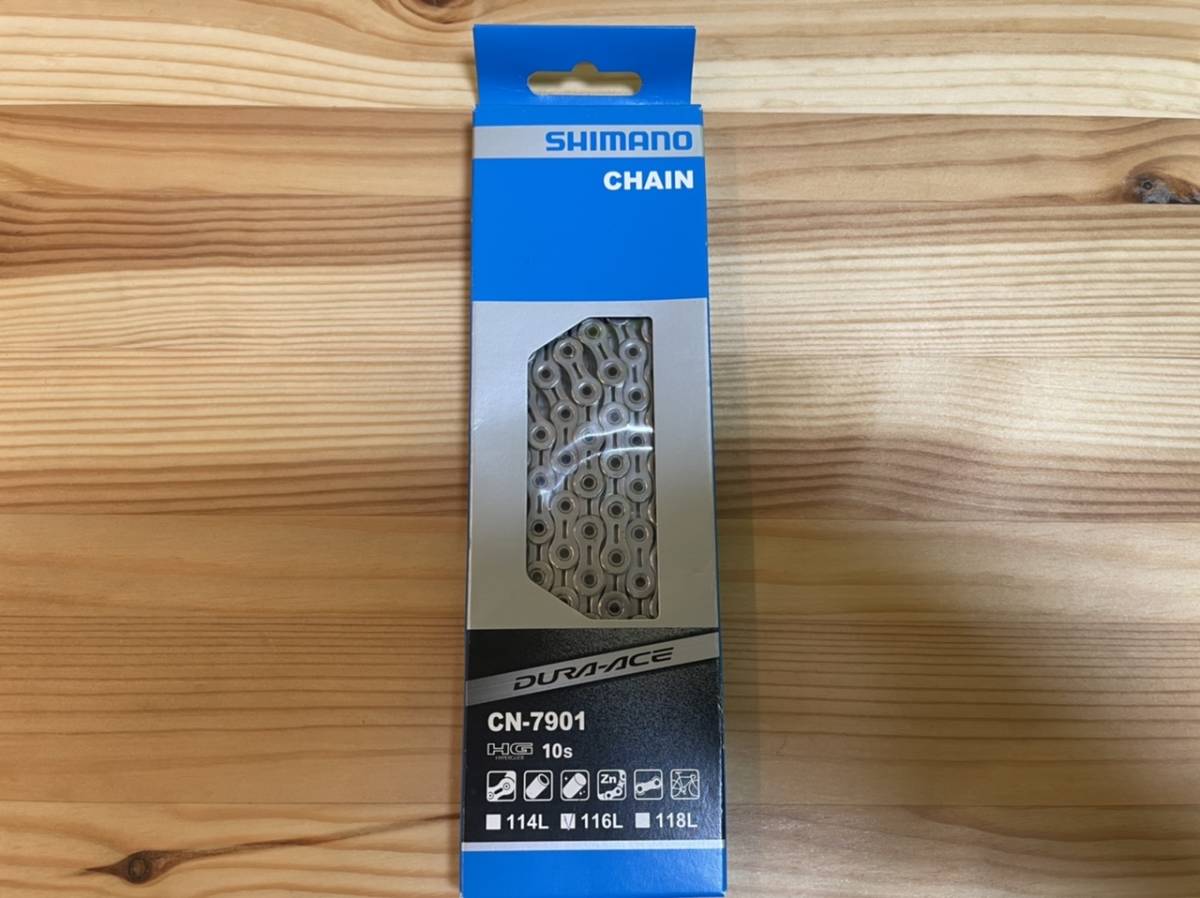 SHIMANO
CHAIN
DURA-ACE
CN-7901
HG 10s
HYPERGLIDE
Zn
114L 116L 118L